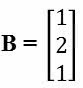 B = [1
2
1]